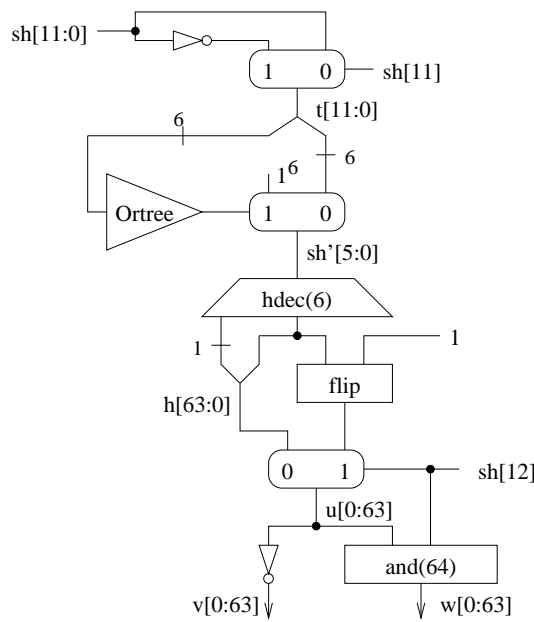 sh[11:0]
1 0
sh[11]
t[11:0]
6
6
1^6
Ortree
1 0
sh'[5:0]
hdec(6)
1
1
flip
h[63:0]
0 1
sh[12]
u[0:63]
and(64)
v[0:63]
w[0:63]